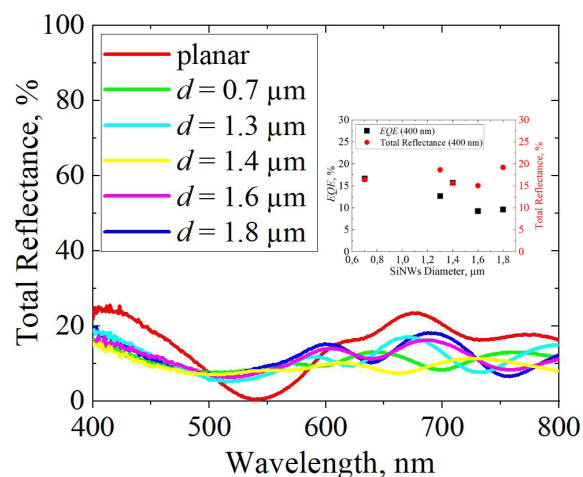 100
80
60
40
20
0
Total Reflectance, %
planar
d = 0.7 µm
d = 1.3 µm
d = 1.4 µm
d = 1.6 µm
d = 1.8 µm
400
500
600
700
800
Wavelength, nm
30
25
20
15
10
5
0
EQE, %
EQE (400 nm)
Total Reflectance (400 nm)
30
25
20
15
10
5
0
Total Reflectance, %
0,6
0,8
1,0
1,2
1,4
1,6
1,8
SiNWs Diameter, µm